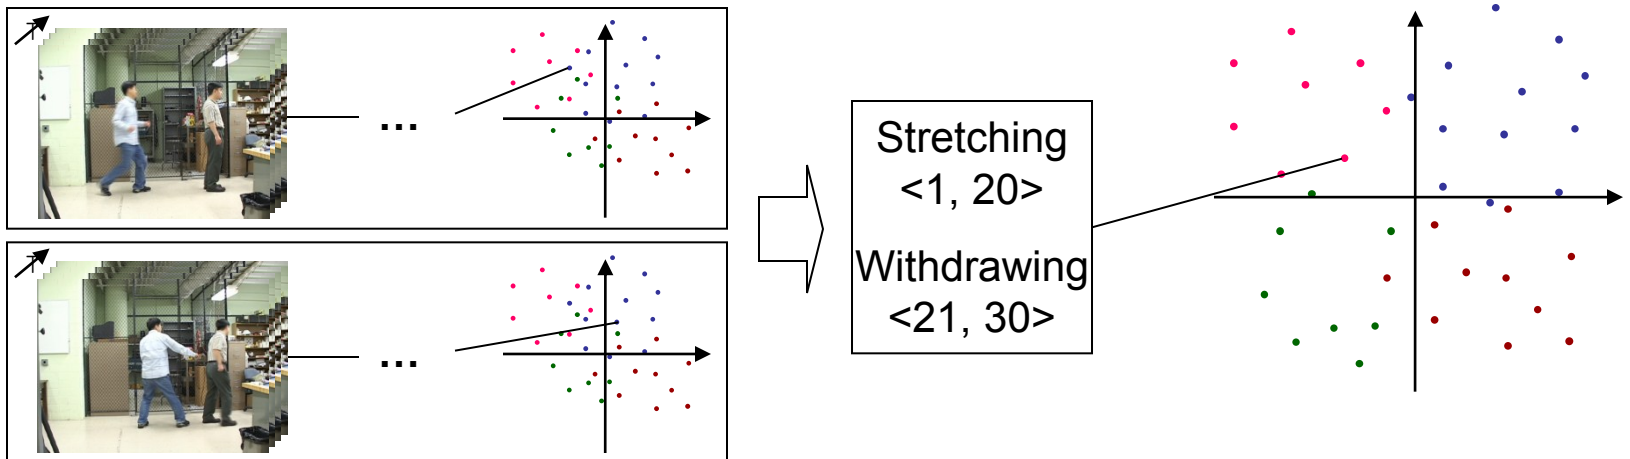 T
...
T
...
Stretching
<1, 20>
Withdrawing
<21, 30>